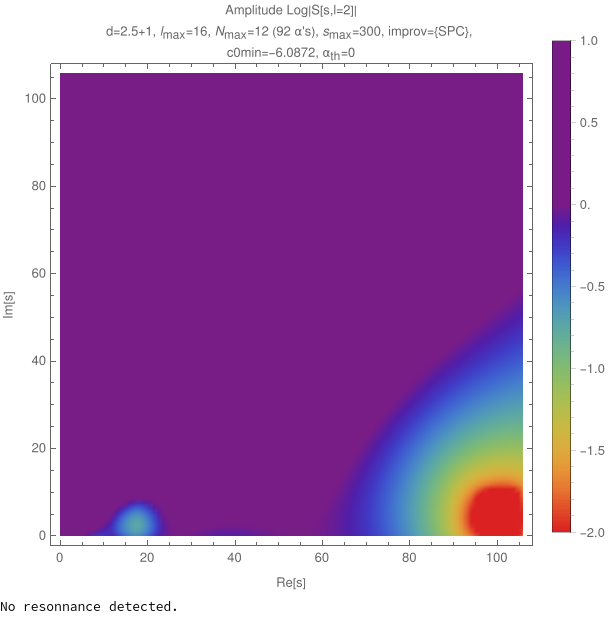 Amplitude Log|S[s,l=2]|
d=2.5+1, lmax=16, Nmax=12 (92 α's), smax=300, improv={SPC},
c0min=−6.0872, αth=0
1.0
0.5
0.
−0.5
−1.0
−1.5
−2.0
100
80
60
40
20
0
Im[s]
0 20 40 60 80 100
Re[s]
No resonnance detected.